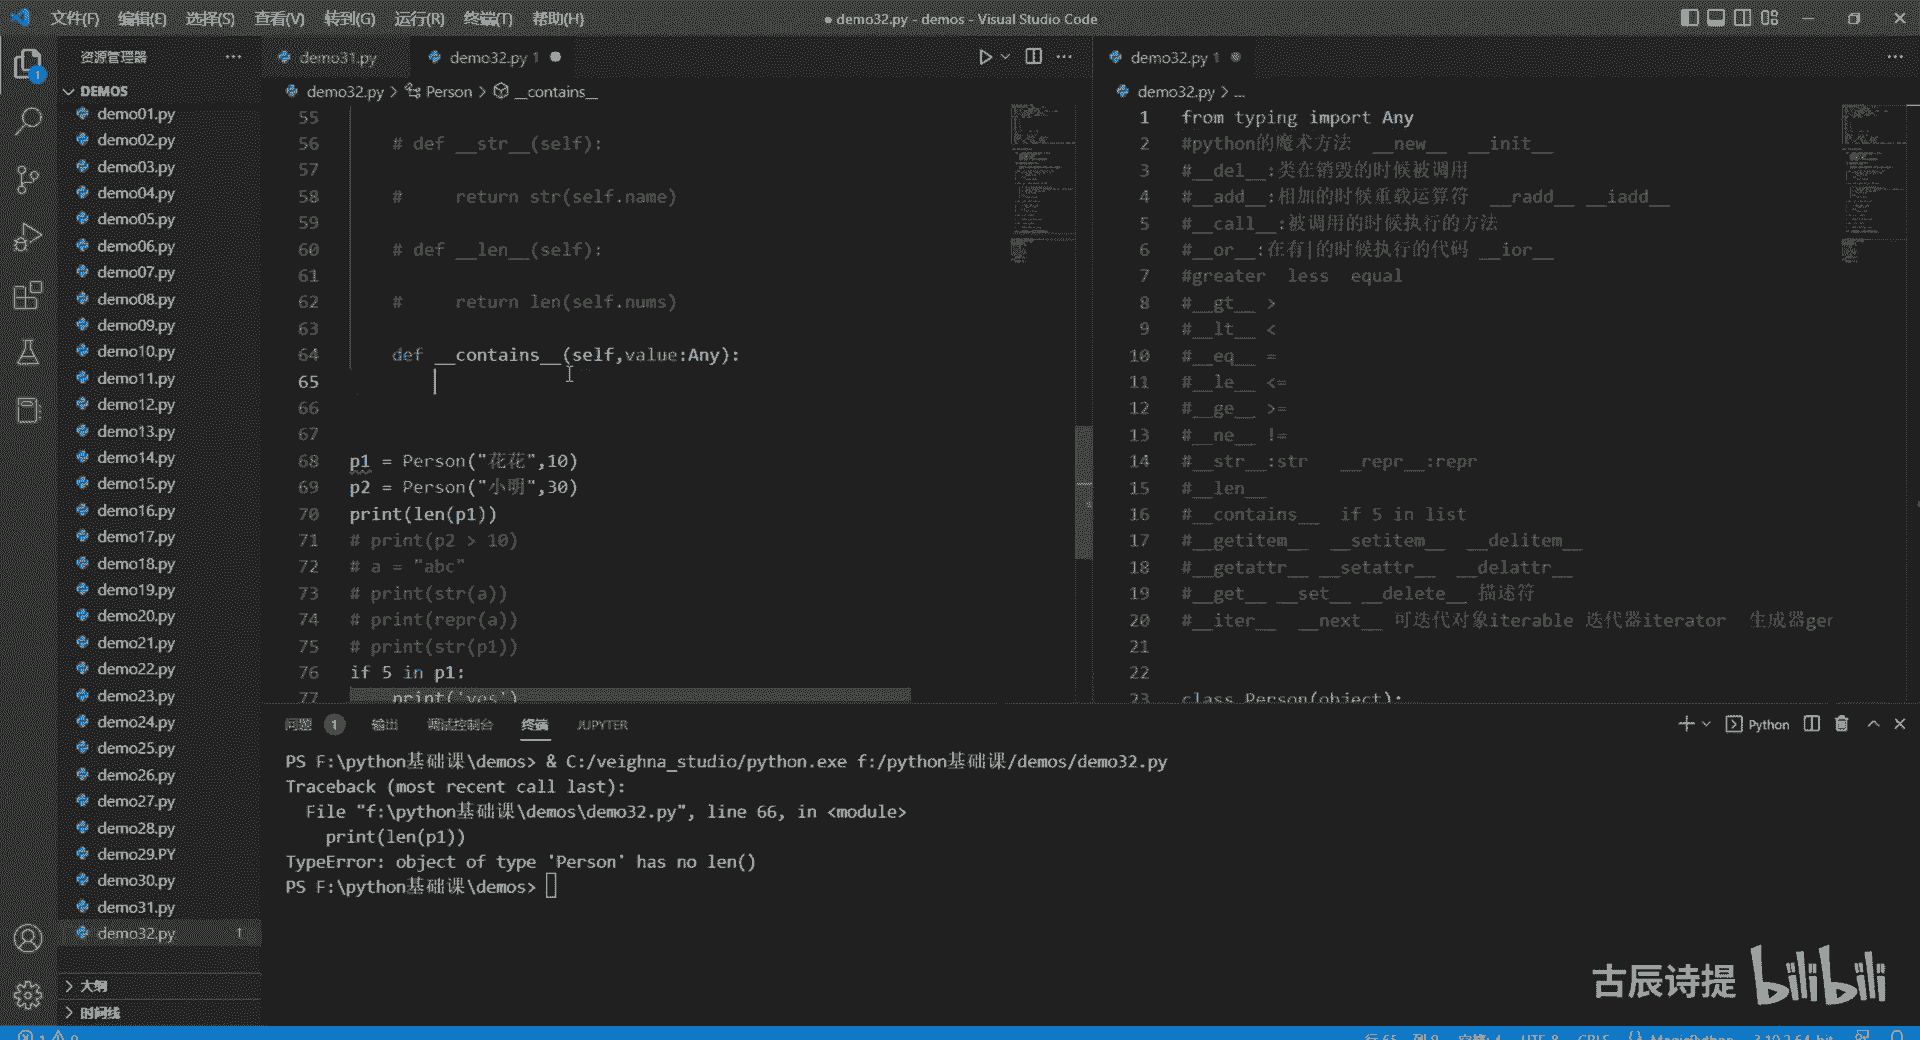 文件(F) 编辑(E) 选择(S) 查看(V) 转到(G) 运行(R) 终端(T) 帮助(H)
● demo32.py - demos - Visual Studio Code
资源管理器
DEMOS
demo01.py
demo02.py
demo03.py
demo04.py
demo05.py
demo06.py
demo07.py
demo08.py
demo09.py
demo10.py
demo11.py
demo12.py
demo13.py
demo14.py
demo15.py
demo16.py
demo17.py
demo18.py
demo19.py
demo20.py
demo21.py
demo22.py
demo23.py
demo24.py
demo25.py
demo26.py
demo27.py
demo28.py
demo29.PY
demo30.py
demo31.py
demo32.py 1
大纲
时间线
demo31.py
demo32.py 1
demo32.py > Person > __contains__
55
56 # def __str__(self):
57
58 #     return str(self.name)
59
60 # def __len__(self):
61
62 #     return len(self.nums)
63
64 def __contains__(self,value:Any):
65
66
67
68 p1 = Person("花花",10)
69 p2 = Person("小明",30)
70 print(len(p1))
71 # print(p2 > 10)
72 # a = "abc"
73 # print(str(a))
74 # print(repr(a))
75 # print(str(p1))
76 if 5 in p1:
77     print('yes')
demo32.py 1
demo32.py > ...
1 from typing import Any
2 #python的魔术方法  __new__  __init__
3 #__del__:类在销毁的时候被调用
4 #__add__:相加的时候重载运算符  __radd__ __iadd__
5 #__call__:被调用的时候执行的方法
6 #__or__:在有|的时候执行的代码 __ior__
7 #greater  less  equal
8 #__gt__ >
9 #__lt__ <
10 #__eq__ =
11 #__le__ <=
12 #__ge__ >=
13 #__ne__ !=
14 #__str__:str   __repr__:repr
15 #__len__
16 #__contains__  if 5 in list
17 #__getitem__  __setitem__  __delitem__
18 #__getattr__ __setattr__  __delattr__
19 #__get__ __set__ __delete__ 描述符
20 #__iter__  __next__ 可迭代对象iterable 迭代器iterator  生成器ger
21
22
23 class Person(object):
问题 1 输出 调试控制台 终端 JUPYTER
Python
PS F:\python基础课\demos> & C:/veighna_studio/python.exe f:/python基础课/demos/demo32.py
Traceback (most recent call last):
  File "f:\python基础课\demos\demo32.py", line 66, in <module>
    print(len(p1))
TypeError: object of type 'Person' has no len()
PS F:\python基础课\demos>
古辰诗提 bilibili